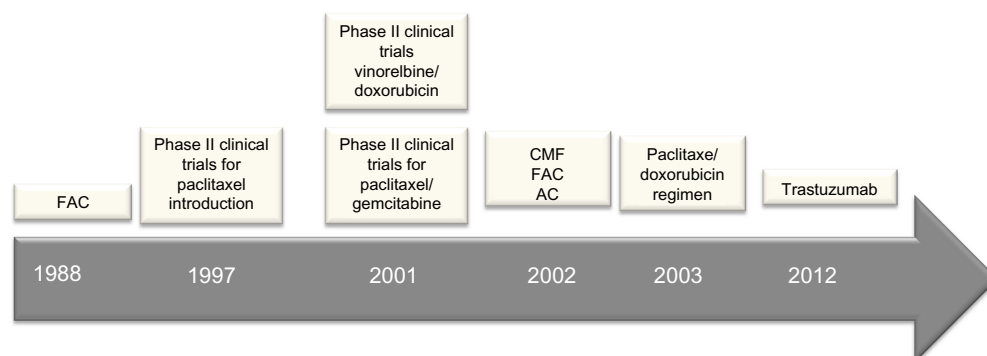 Phase II clinical
trials
vinorelbine/
doxorubicin
Phase II clinical
trials for
paclitaxel
introduction
Phase II clinical
trials for
paclitaxel/
gemcitabine
CMF
FAC
AC
Paclitaxe/
doxorubicin
regimen
FAC
Trastuzumab
1988
1997
2001
2002
2003
2012